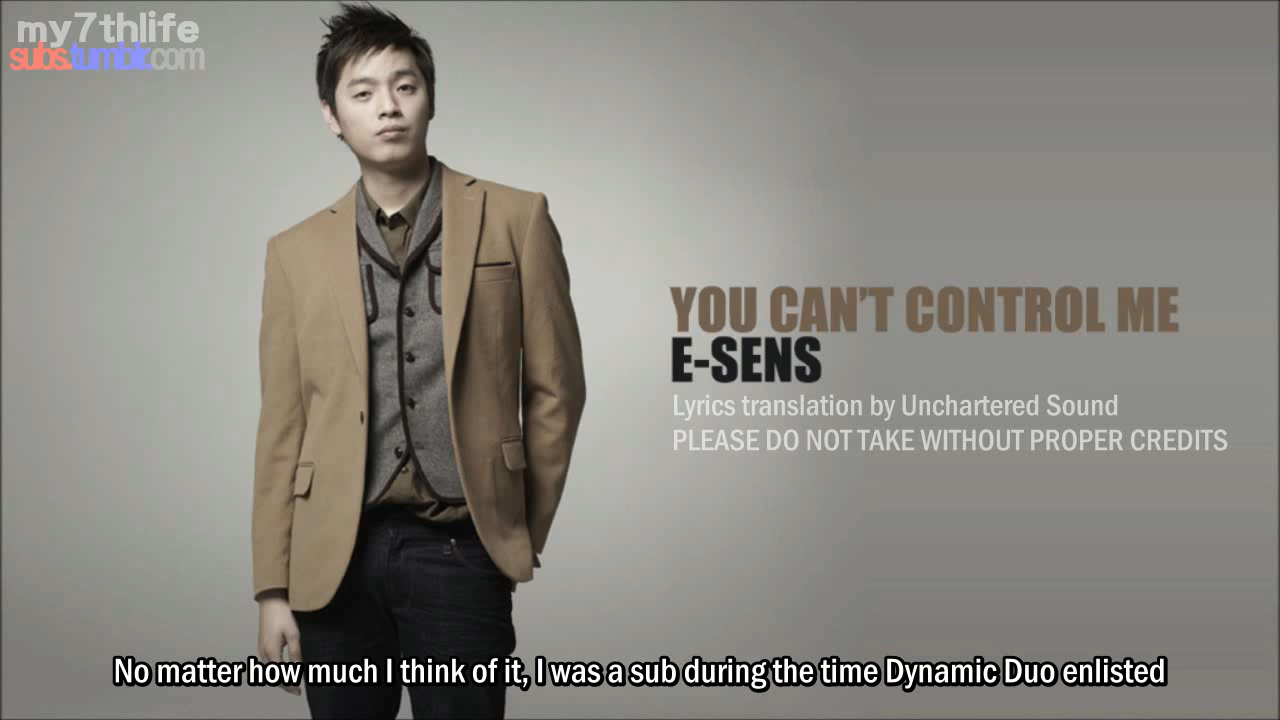 my7thlife
subs.tumblr.com
YOU CAN'T CONTROL ME
E-SENS
Lyrics translation by Unchartered Sound
PLEASE DO NOT TAKE WITHOUT PROPER CREDITS
No matter how much I think of it, I was a sub during the time Dynamic Duo enlisted